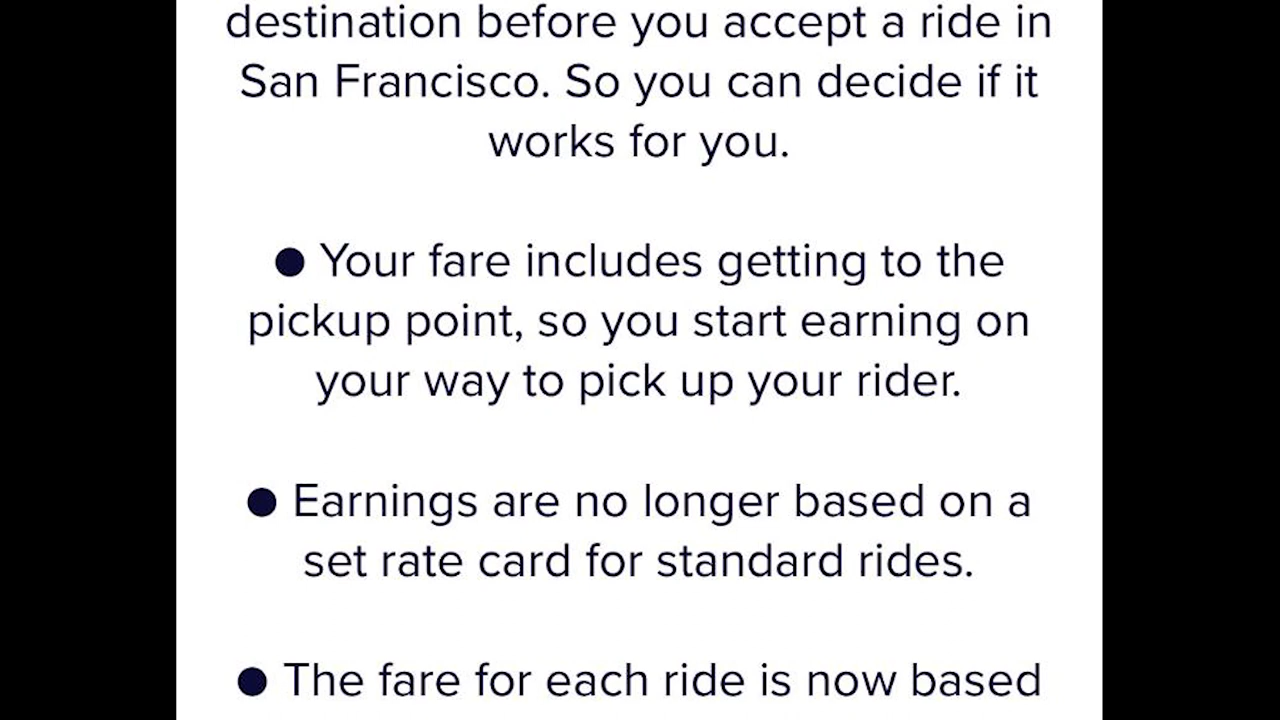 destination before you accept a ride in
San Francisco. So you can decide if it
works for you.
● Your fare includes getting to the
pickup point, so you start earning on
your way to pick up your rider.
● Earnings are no longer based on a
set rate card for standard rides.
● The fare for each ride is now based